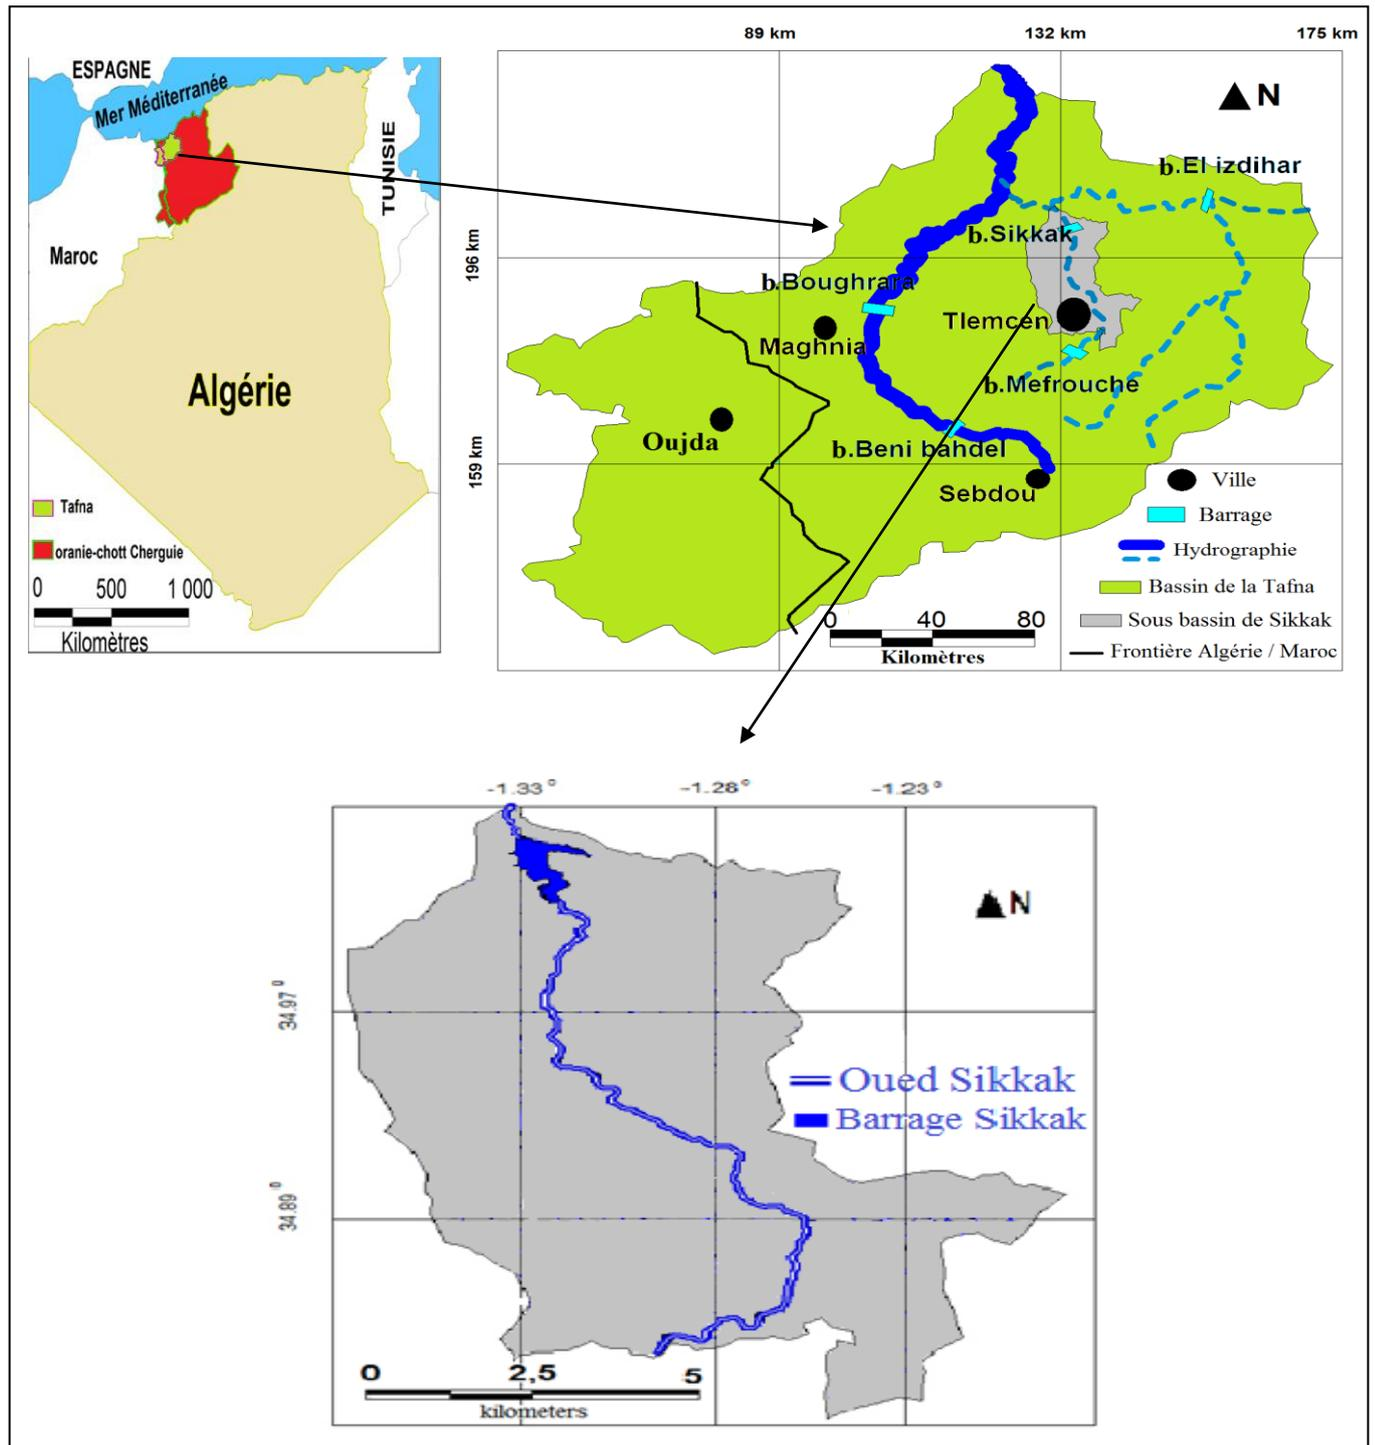 ESPAGNE
Mer Méditerranée
TUNISIE
Maroc
Algérie
Tafna
oranie-chott Cherguie
0 500 1 000
Kilomètres
89 km 132 km 175 km
196 km
159 km
N
b.El izdihar
b.Sikkak
b.Boughrara
Tlemcen
Maghnia
b.Mefrouche
Oujda
b.Beni bahdel
Sebdou
Ville
Barrage
Hydrographie
Bassin de la Tafna
Sous bassin de Sikkak
Frontière Algérie / Maroc
0 40 80
Kilomètres
-1.33° -1.28° -1.23°
34.97°
34.89°
N
Oued Sikkak
Barrage Sikkak
0 2,5 5
kilometers